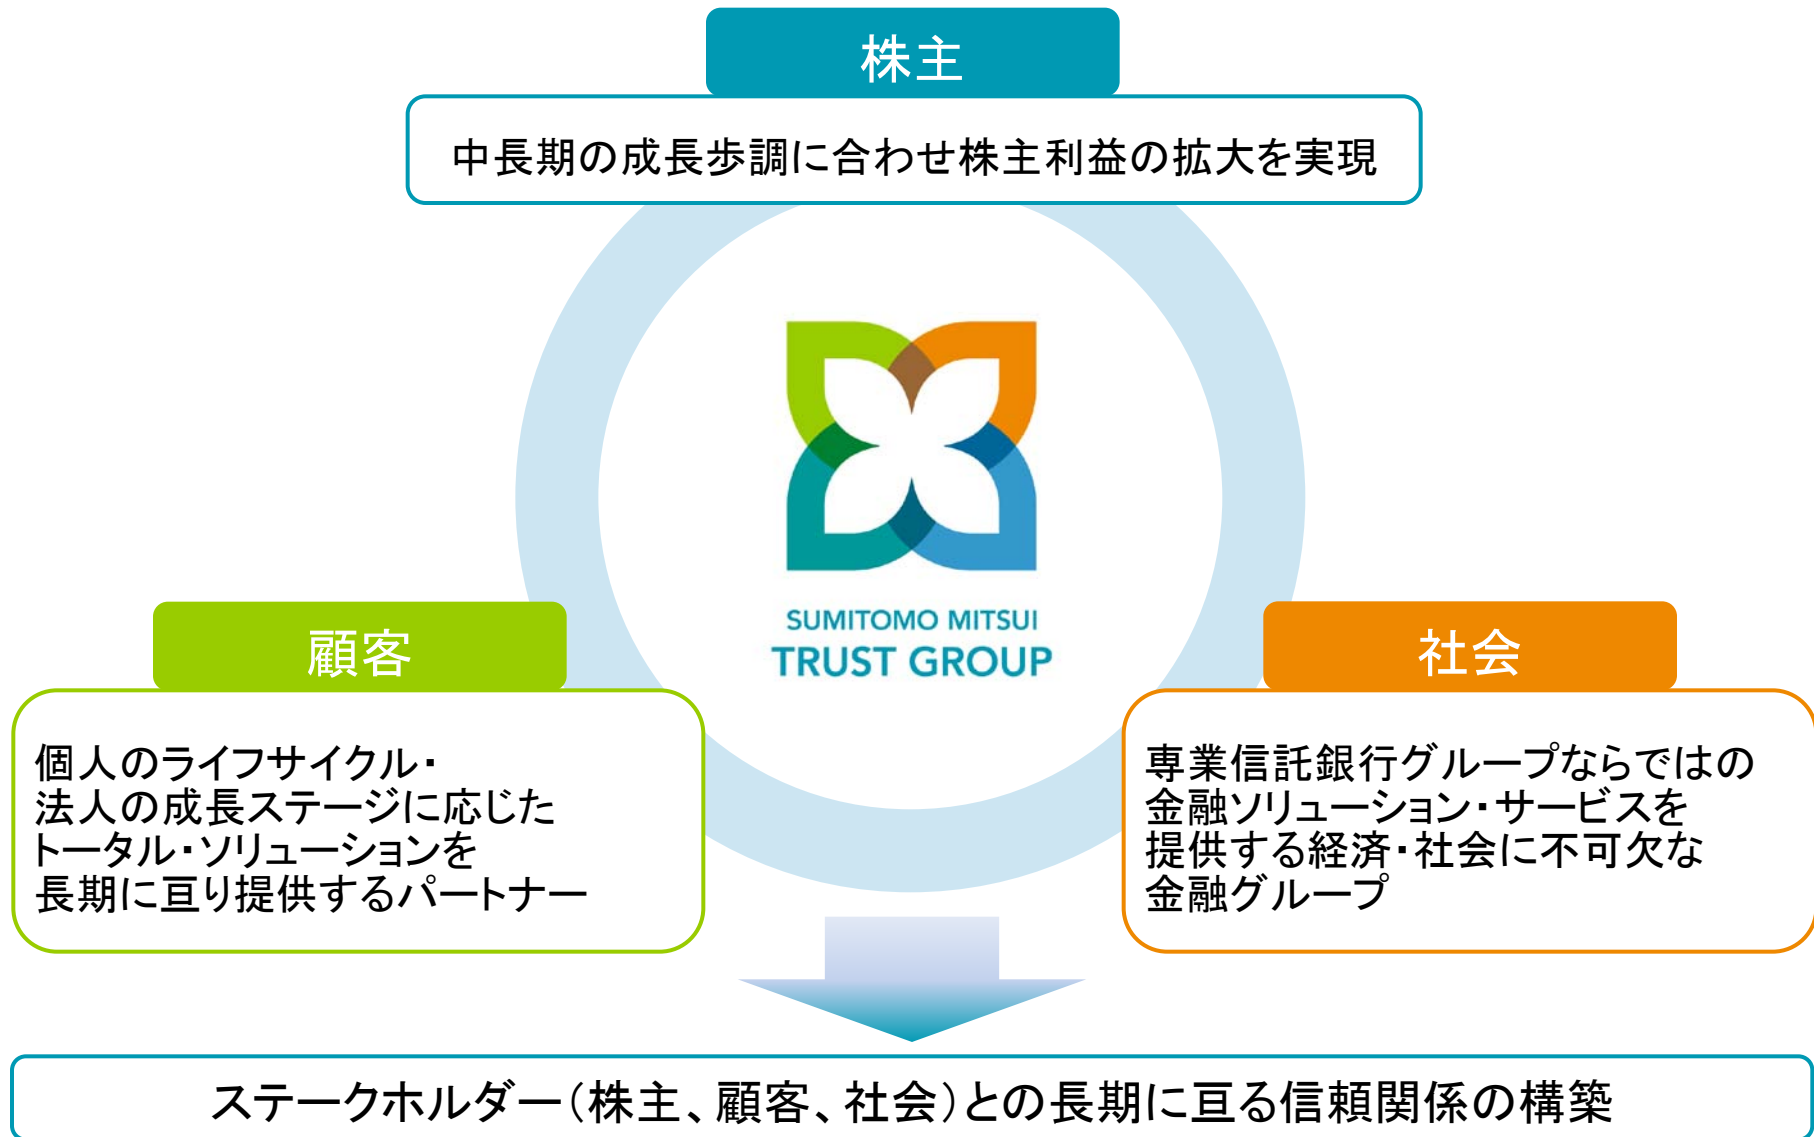 株主
中長期の成長歩調に合わせ株主利益の拡大を実現
SUMITOMO MITSUI
TRUST GROUP
顧客
個人のライフサイクル・
法人の成長ステージに応じた
トータル・ソリューションを
長期に亘り提供するパートナー
社会
専業信託銀行グループならではの
金融ソリューション・サービスを
提供する経済・社会に不可欠な
金融グループ
ステークホルダー（株主、顧客、社会）との長期に亘る信頼関係の構築